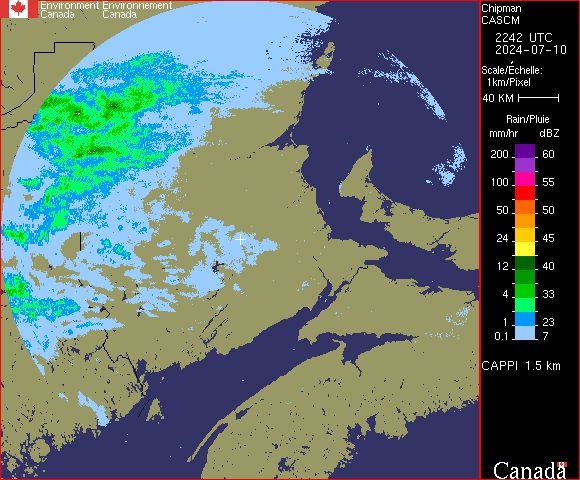 Environment Environnement
Canada Canada
Chipman
CASCM
2242 UTC
2024-07-10
Scale/Échelle:
1km/Pixel
40 KM
Rain/Pluie
mm/hr dBZ
200 60
100 55
50 50
24 45
12 40
4 33
1 23
0.1 7
CAPPI 1.5 km
Canada